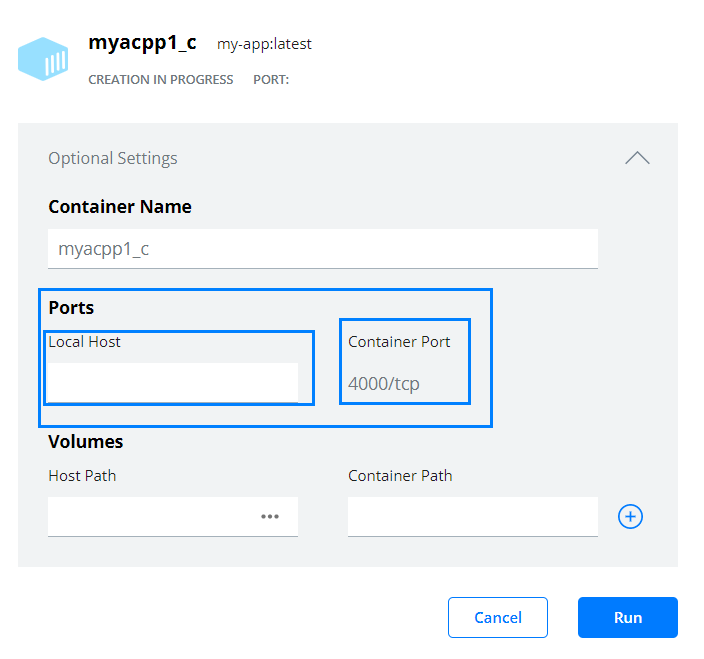 myacpp1_c my-app:latest
CREATION IN PROGRESS PORT:
Optional Settings
Container Name
myacpp1_c
Ports
Local Host Container Port
4000/tcp
Volumes
Host Path Container Path
•••
Cancel Run